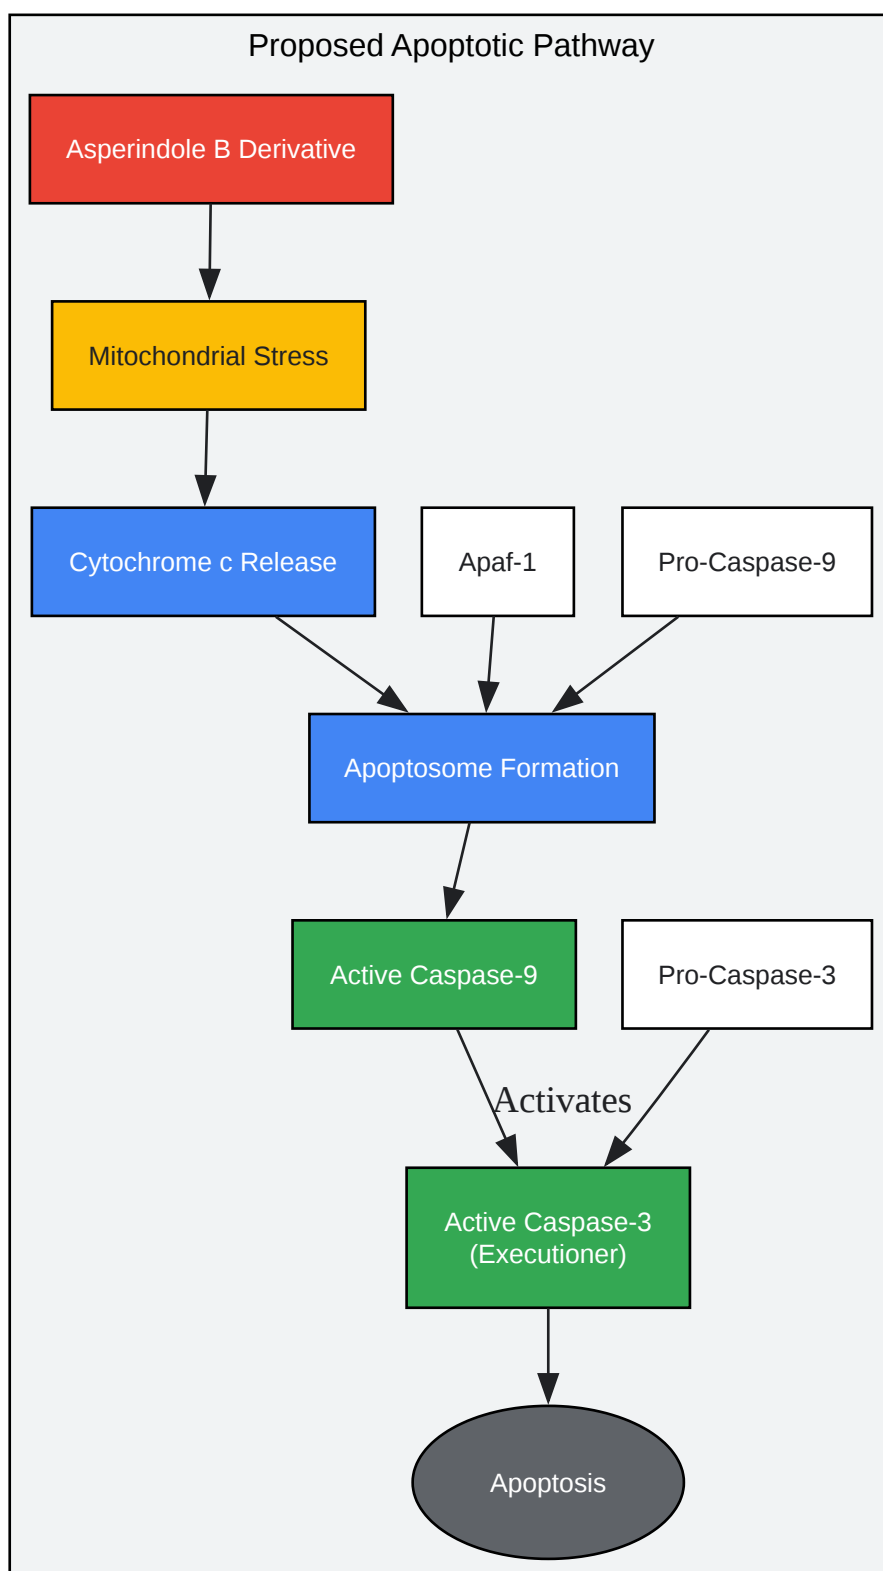 Proposed Apoptotic Pathway
Asperindole B Derivative
Mitochondrial Stress
Cytochrome c Release
Apaf-1
Pro-Caspase-9
Apoptosome Formation
Active Caspase-9
Pro-Caspase-3
Activates
Active Caspase-3
(Executioner)
Apoptosis